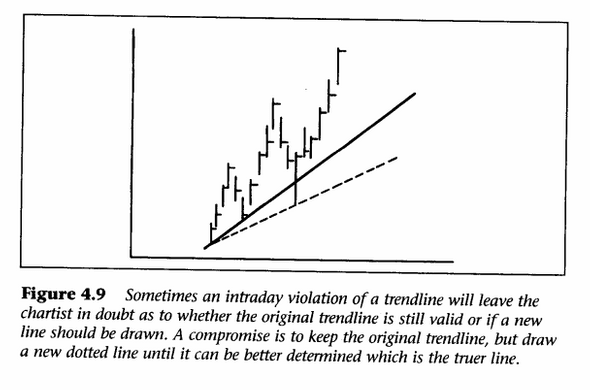 Figure 4.9 Sometimes an intraday violation of a trendline will leave the
chartist in doubt as to whether the original trendline is still valid or if a new
line should be drawn. A compromise is to keep the original trendline, but draw
a new dotted line until it can be better determined which is the truer line.